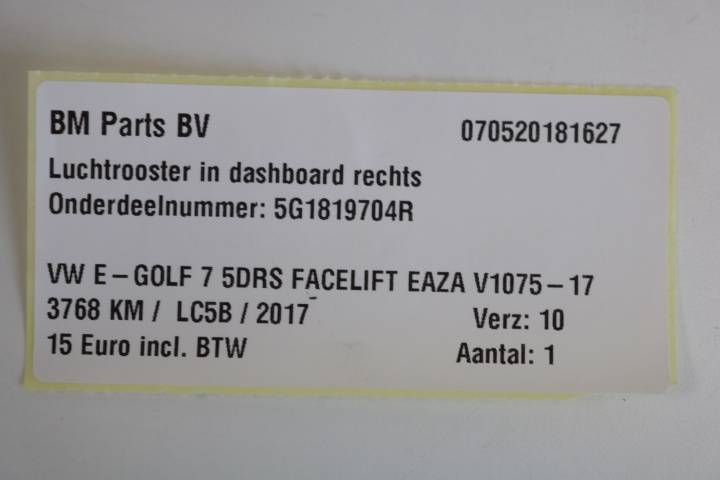 BM Parts BV 070520181627
Luchtrooster in dashboard rechts
Onderdeelnummer: 5G1819704R
VW E-GOLF 7 5DRS FACELIFT EAZA V1075-17
3768 KM / LC5B / 2017 Verz: 10
15 Euro incl. BTW Aantal: 1